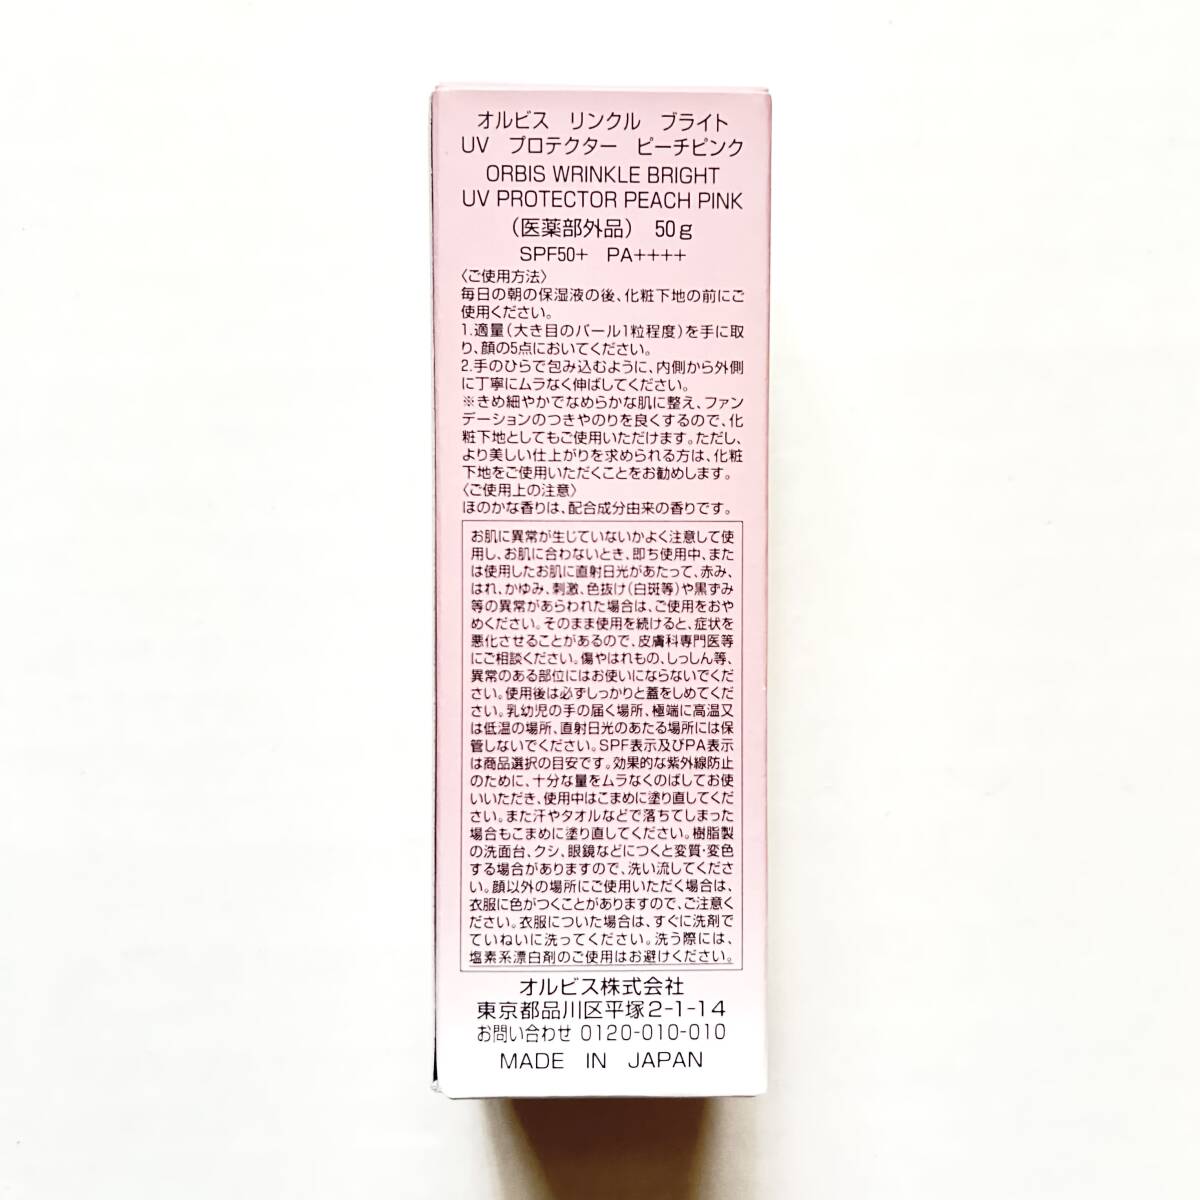 オルビス リンクル ブライト
UV プロテクター ピーチピンク
ORBIS WRINKLE BRIGHT
UV PROTECTOR PEACH PINK
(医薬部外品) 50g
SPF50+ PA++++
〈ご使用方法〉
毎日の朝の保湿液の後、化粧下地の前にご
使用ください。
1.適量(大き目のパール1粒程度)を手に取
り、顔の5点においてください。
2.手のひらで包み込むように、内側から外側
に丁寧にムラなく伸ばしてください。
※きめ細やかでなめらかな肌に整え、ファン
デーションのつきやのりを良くするので、化
粧下地としてもご使用いただけます。ただし、
より美しい仕上がりを求められる方は、化粧
下地をご使用いただくことをお勧めします。
〈ご使用上の注意〉
ほのかな香りは、配合成分由来の香りです。
お肌に異常が生じていないかよく注意して使
用し、お肌に合わないとき、即ち使用中、また
は使用したお肌に直射日光があたって、赤み、
はれ、かゆみ、刺激、色抜け(白斑等)や黒ずみ
等の異常があらわれた場合は、ご使用をおや
めください。そのまま使用を続けると、症状を
悪化させることがあるので、皮膚科専門医等
にご相談ください。傷やはれもの、しっしん等、
異常のある部位にはお使いにならないでくだ
さい。使用後は必ずしっかりと蓋をしめてくだ
さい。乳幼児の手の届く場所、極端に高温又
は低温の場所、直射日光のあたる場所には保
管しないでください。SPF表示及びPA表示
は商品選択の目安です。効果的な紫外線防止
のために、十分な量をムラなくのばしてお使
いいただき、使用中はこまめに塗り直してくだ
さい。また汗やタオルなどで落ちてしまった
場合もこまめに塗り直してください。樹脂製
の洗面台、クシ、眼鏡などにつくと変質・変色
する場合がありますので、洗い流してくださ
い。顔以外の場所にご使用いただく場合は、
衣服に色がつくことがありますので、ご注意く
ださい。衣服についた場合は、すぐに洗剤で
ていねいに洗ってください。洗う際には、
塩素系漂白剤のご使用はお避けください。
オルビス株式会社
東京都品川区平塚2-1-14
お問い合わせ 0120-010-010
MADE IN JAPAN